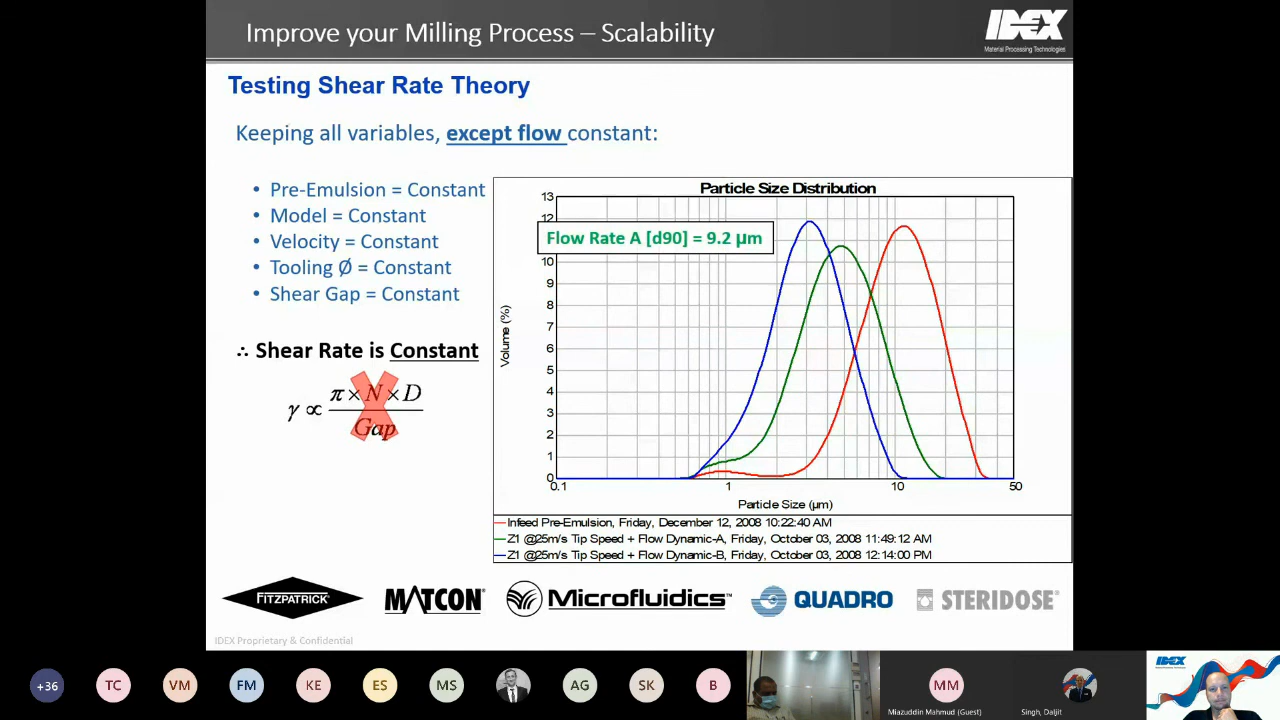 Improve your Milling Process – Scalability
IDEX
Material Processing Technologies
Testing Shear Rate Theory
Keeping all variables, except flow constant:
• Pre-Emulsion = Constant
• Model = Constant
• Velocity = Constant
• Tooling Ø = Constant
• Shear Gap = Constant
∴ Shear Rate is Constant
γ ∝ π × N × D
Gap
Particle Size Distribution
Flow Rate A [d90] = 9.2 µm
Volume (%)
13
12
10
9
8
7
6
5
4
3
2
1
0
0.1 1 10 50
Particle Size (µm)
Infeed Pre-Emulsion, Friday, December 12, 2008 10:22:40 AM
Z1 @25m/s Tip Speed + Flow Dynamic-A, Friday, October 03, 2008 11:49:12 AM
Z1 @25m/s Tip Speed + Flow Dynamic-B, Friday, October 03, 2008 12:14:00 PM
FITZPATRICK
MATCON®
Microfluidics™
QUADRO
STERIDOSE®
IDEX Proprietary & Confidential
+36 TC VM FM KE ES MS AG SK B MM
Miazuddin Mahmud (Guest)
Singh, Daljit
IDEX